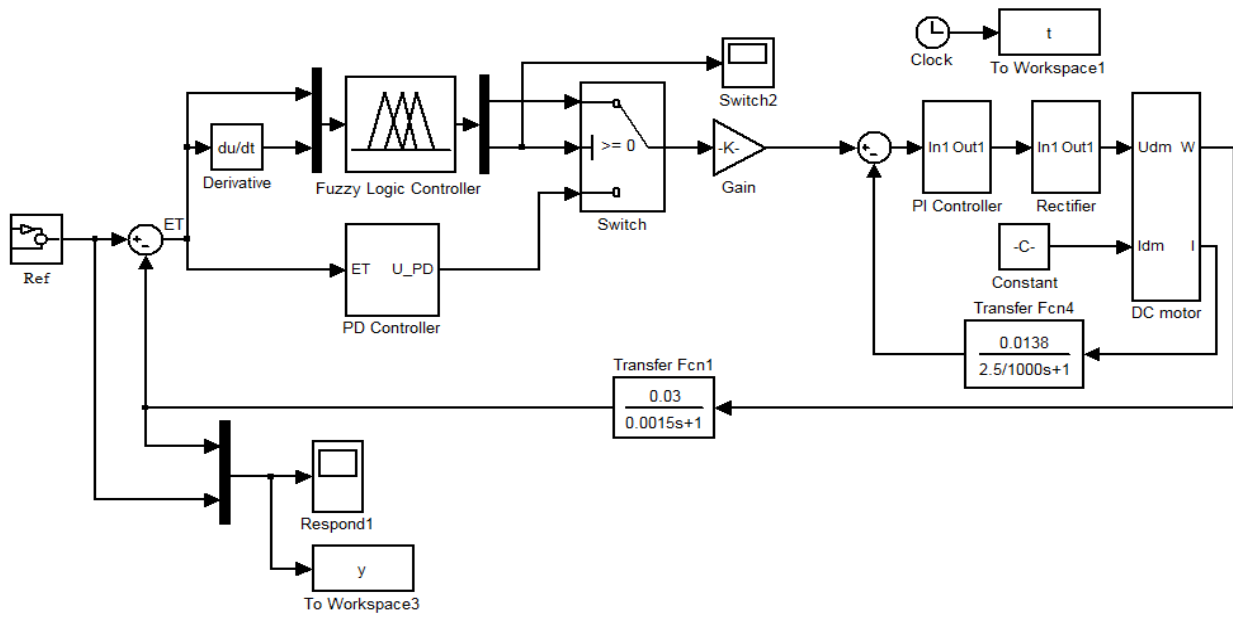 t
Clock
To Workspace1
Switch2
du/dt
Derivative
Fuzzy Logic Controller
>= 0
Switch
-K-
Gain
+
-
In1 Out1
PI Controller
In1 Out1
Rectifier
Udm W
Idm I
DC motor
-C-
Constant
Ref
+
-
ET
ET U_PD
PD Controller
Transfer Fcn4
0.0138
2.5/1000s+1
Transfer Fcn1
0.03
0.0015s+1
Respond1
y
To Workspace3